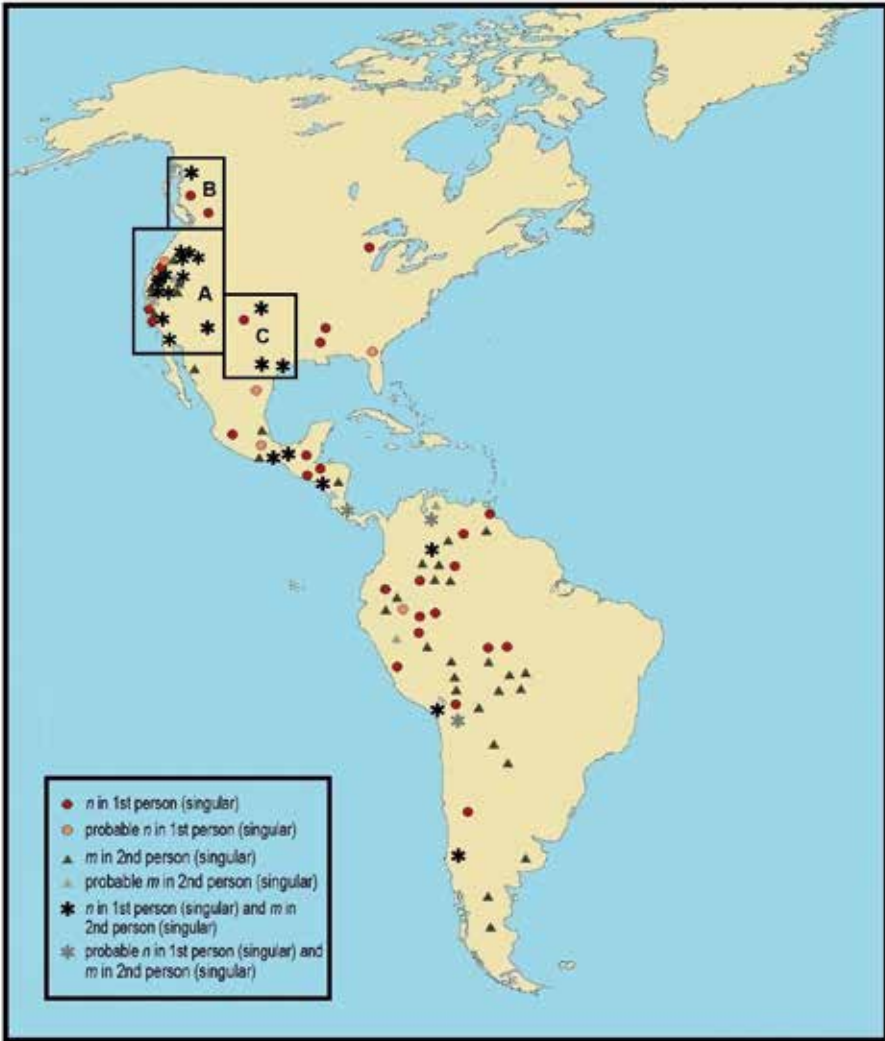 B
A
C
n in 1st person (singular)
probable n in 1st person (singular)
m in 2nd person (singular)
probable m in 2nd person (singular)
n in 1st person (singular) and m in
2nd person (singular)
probable n in 1st person (singular) and
m in 2nd person (singular)